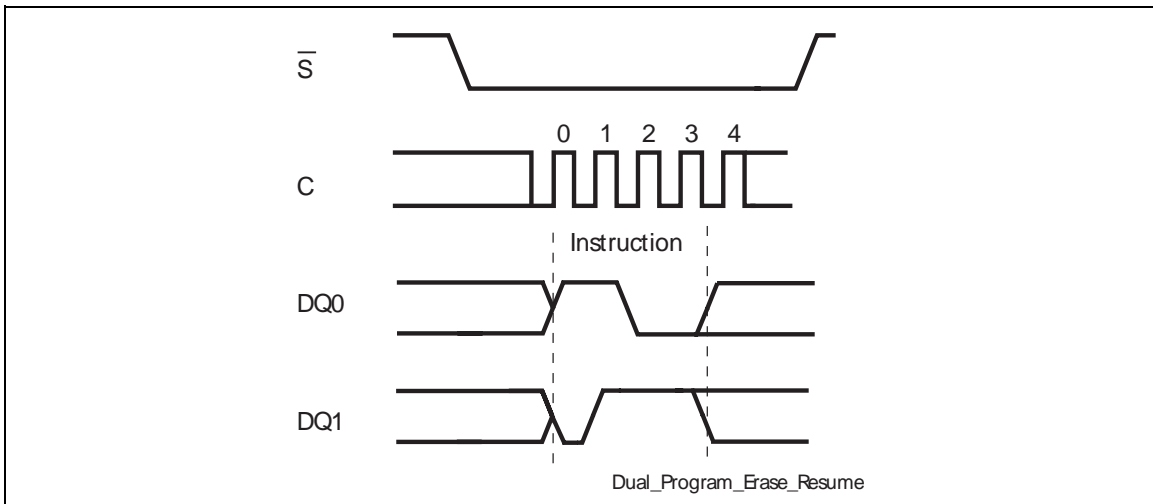 S̅
0 1 2 3 4
C
Instruction
DQ0
DQ1
Dual_Program_Erase_Resume